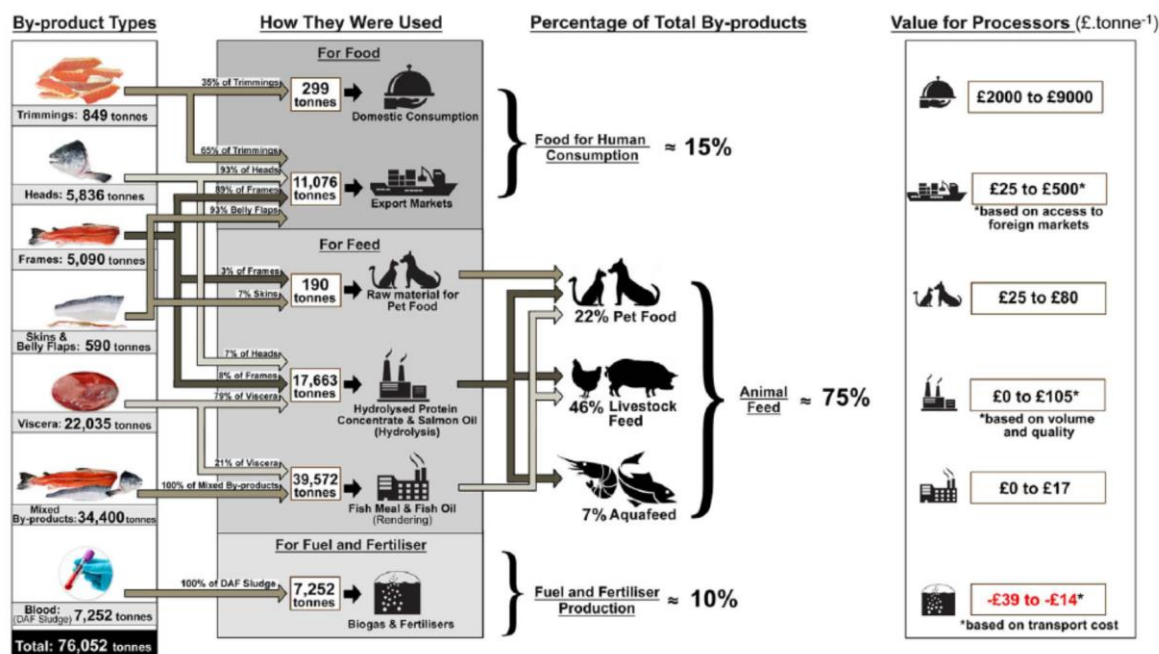 By-product Types
How They Were Used
Percentage of Total By-products
Value for Processors (£.tonne⁻¹)
Trimmings: 849 tonnes
Heads: 5,836 tonnes
Frames: 5,090 tonnes
Skins &
Belly Flaps: 590 tonnes
Viscera: 22,035 tonnes
Mixed
By-products: 34,400 tonnes
Blood:
(DAF Sludge) 7,252 tonnes
Total: 76,052 tonnes
For Food
35% of Trimmings
299
tonnes
Domestic Consumption
65% of Trimmings
93% of Heads
89% of Frames
93% Belly Flaps
11,076
tonnes
Export Markets
For Feed
3% of Frames
7% Skins
190
tonnes
Raw material for
Pet Food
7% of Heads
8% of Frames
79% of Viscera
17,663
tonnes
Hydrolysed Protein
Concentrate & Salmon Oil
(Hydrolysis)
21% of Viscera
100% of Mixed By-products
39,572
tonnes
Fish Meal & Fish Oil
(Rendering)
For Fuel and Fertiliser
100% of DAF Sludge
7,252
tonnes
Biogas & Fertilisers
Food for Human
Consumption
≈ 15%
22% Pet Food
46% Livestock
Feed
7% Aquafeed
Animal
Feed
≈ 75%
Fuel and Fertiliser
Production
≈ 10%
£2000 to £9000
£25 to £500*
*based on access to
foreign markets
£25 to £80
£0 to £105*
*based on volume
and quality
£0 to £17
-£39 to -£14*
*based on transport cost